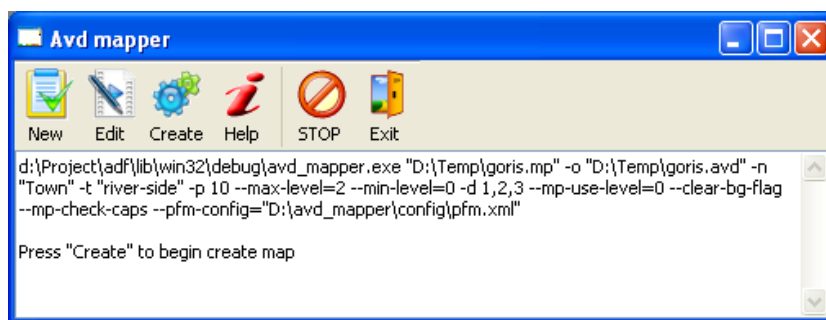 Avd mapper
New Edit Create Help STOP Exit
d:\Project\adf\lib\win32\debug\avd_mapper.exe "D:\Temp\goris.mp" -o "D:\Temp\goris.avd" -n
"Town" -t "river-side" -p 10 --max-level=2 --min-level=0 -d 1,2,3 --mp-use-level=0 --clear-bg-flag
--mp-check-caps --pfm-config="D:\avd_mapper\config\pfm.xml"
Press "Create" to begin create map